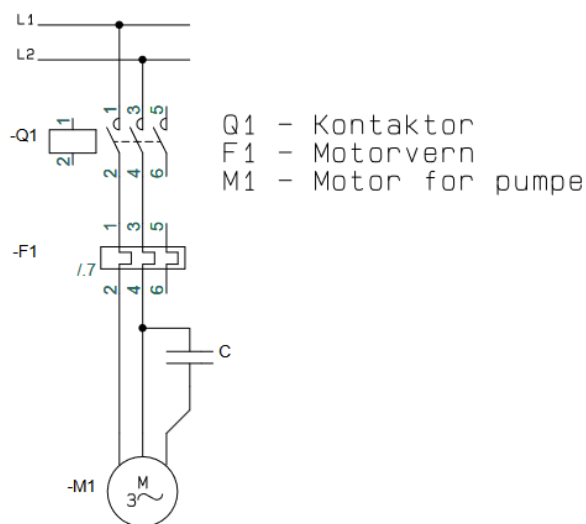 L1
L2
1 3 5
-Q1 1 2
2 4 6
Q1 - Kontaktor
F1 - Motorvern
M1 - Motor for pumpe
1 3 5
-F1
/.7
2 4 6
C
-M1
M
3~